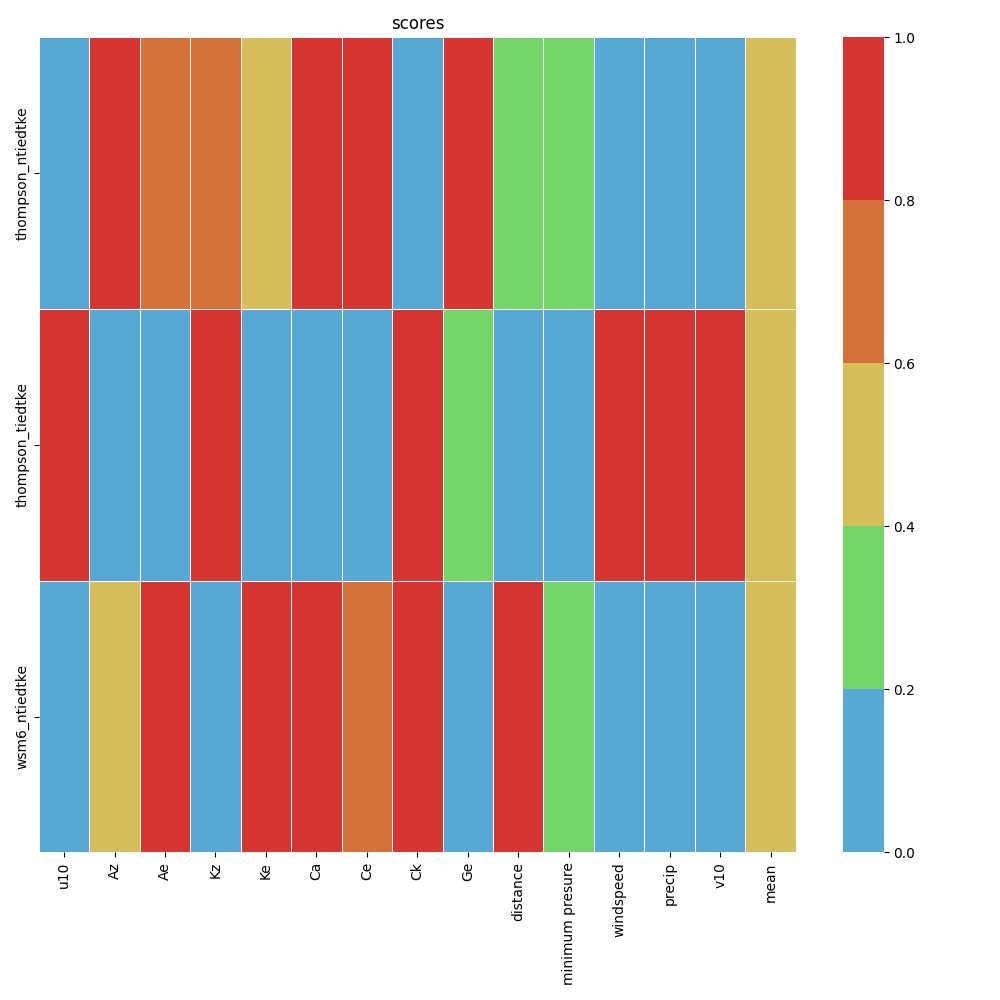 scores
thompson_ntiedtke
thompson_tiedtke
wsm6_ntiedtke
u10
Az
Ae
Kz
Ke
Ca
Ce
Ck
Ge
distance
minimum presure
windspeed
precip
v10
mean
1.0
0.8
0.6
0.4
0.2
0.0